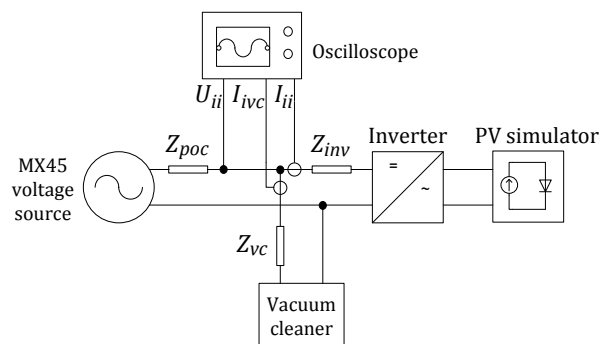 Oscilloscope
U_ii I_ivc I_ii
Z_poc Z_inv Inverter PV simulator
MX45
voltage
source
=
~
Z_vc
Vacuum
cleaner